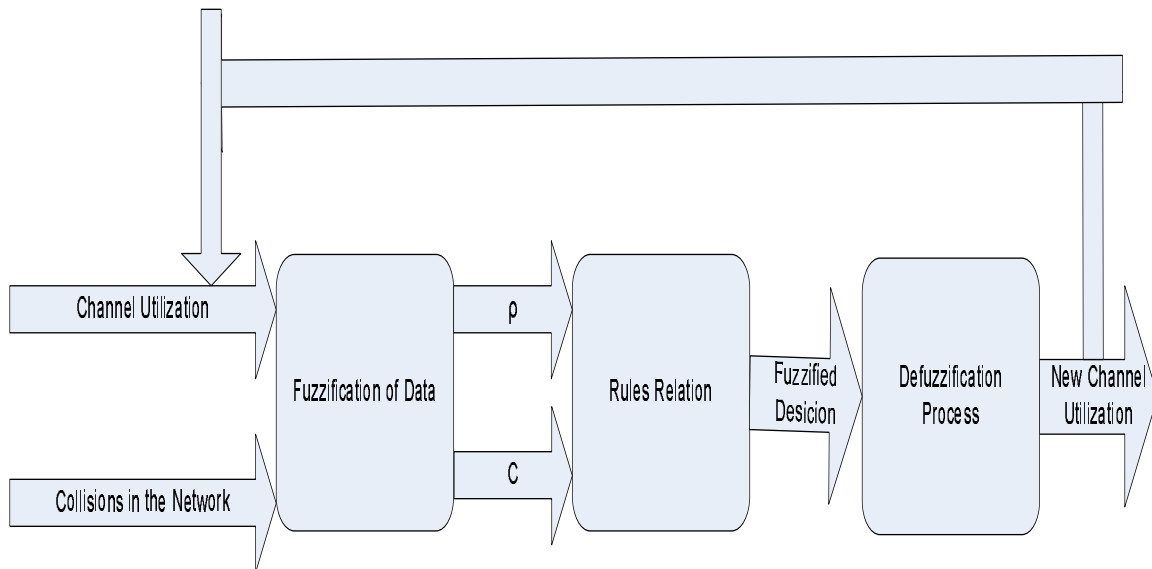 Channel Utilization
ρ
Fuzzification of Data
Rules Relation
Fuzzified
Desicion
Defuzzification
Process
New Channel
Utilization
C
Collisions in the Network